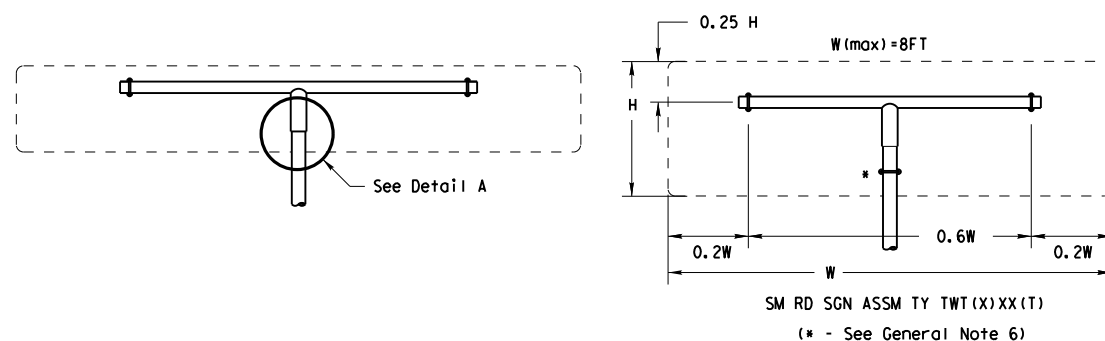 See Detail A
0.25 H
W(max)=8FT
H
*
0.2W
0.6W
0.2W
W
SM RD SGN ASSM TY TWT(X)XX(T)
(* - See General Note 6)